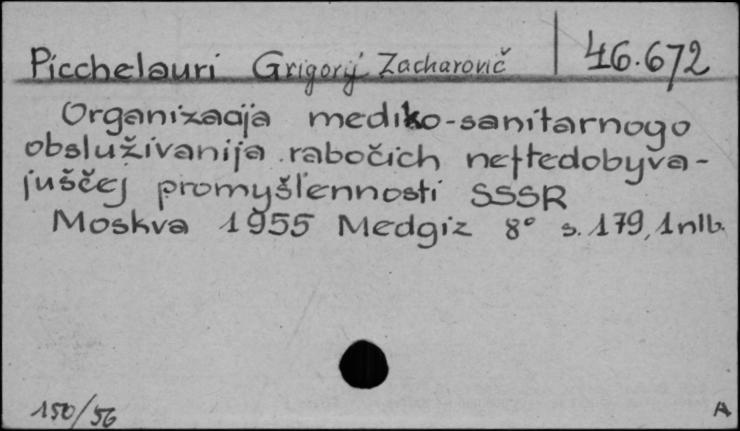 Picchelauri Grigorij Zacharovič 46.672
Organizacija mediko-sanitarnogo
obsluživanija rabočich neftedobyva-
juščej promyšlennosti SSSR
Moskva 1955 Medgiz 8° s. 179, 1nlb.
150/56 A